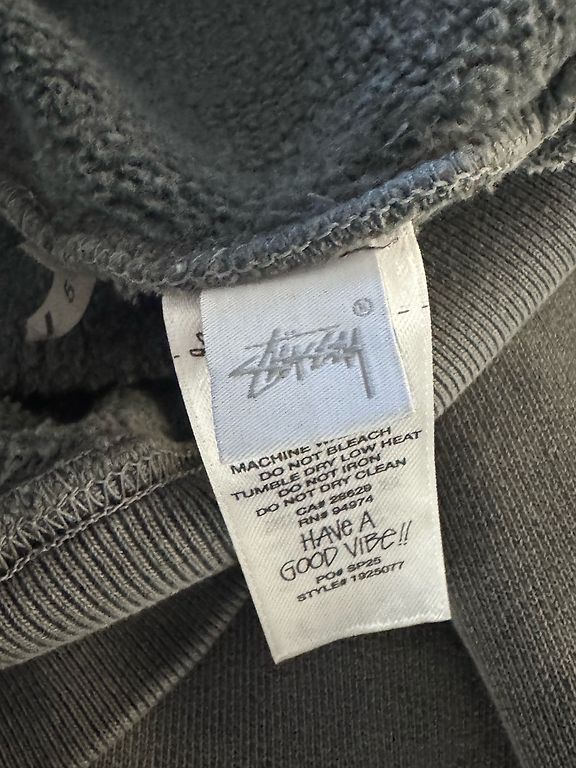 Stüssy
®
MACHINE
DO NOT BLEACH
TUMBLE DRY LOW HEAT
DO NOT IRON
DO NOT DRY CLEAN
CA# 28629
RN# 94974
HAVE A
GOOD VIBE!!
PO# SP25
STYLE# 1925077